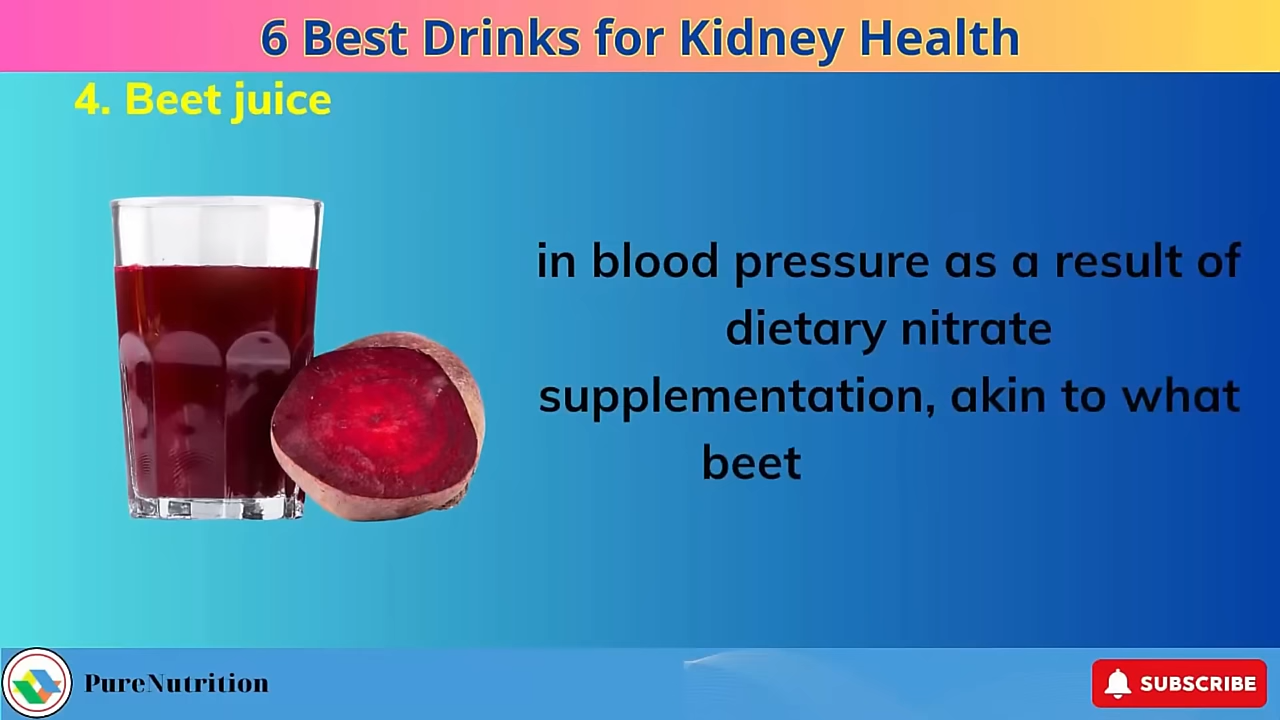 6 Best Drinks for Kidney Health
4. Beet juice
in blood pressure as a result of
dietary nitrate
supplementation, akin to what
beet
PureNutrition
SUBSCRIBE